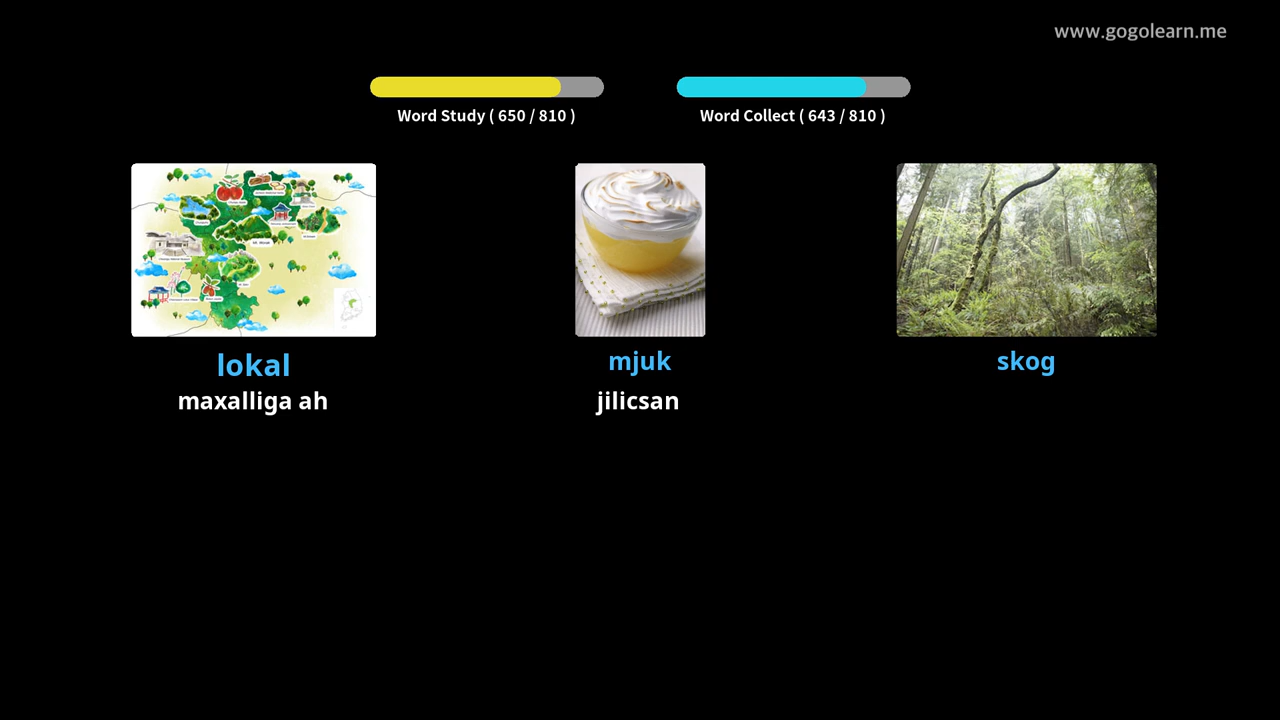 www.gogolearn.me
Word Study ( 650 / 810 )
Word Collect ( 643 / 810 )
lokal
mjuk
skog
maxalliga ah
jilicsan